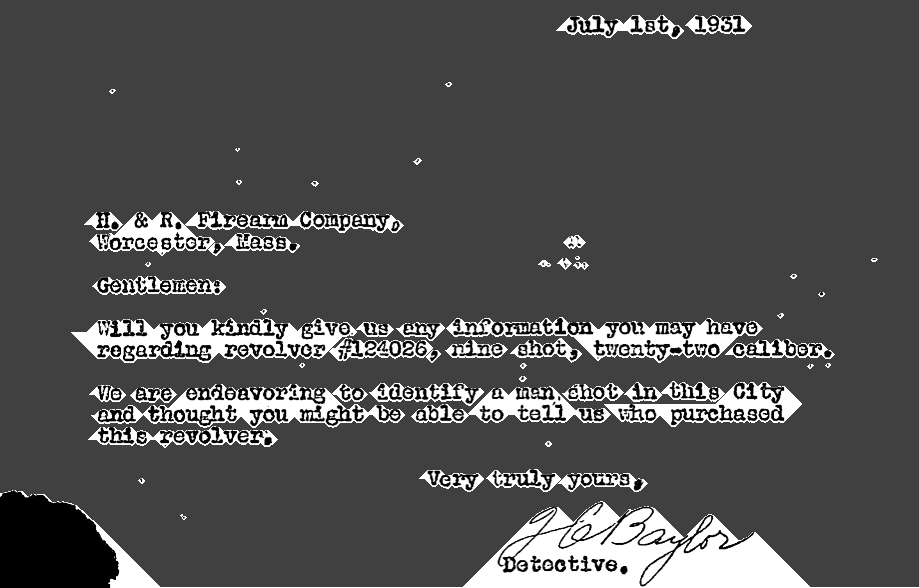 July 1st, 1931
H. & R. Firearm Company,
Worcester, Mass.
Gentlemen:
Will you kindly give us any information you may have
regarding revolver #124026, nine shot, twenty-two caliber.
We are endeavoring to identify a man shot in this City
and thought you might be able to tell us who purchased
this revolver.
Very truly yours,
J C Baylor
Detective.